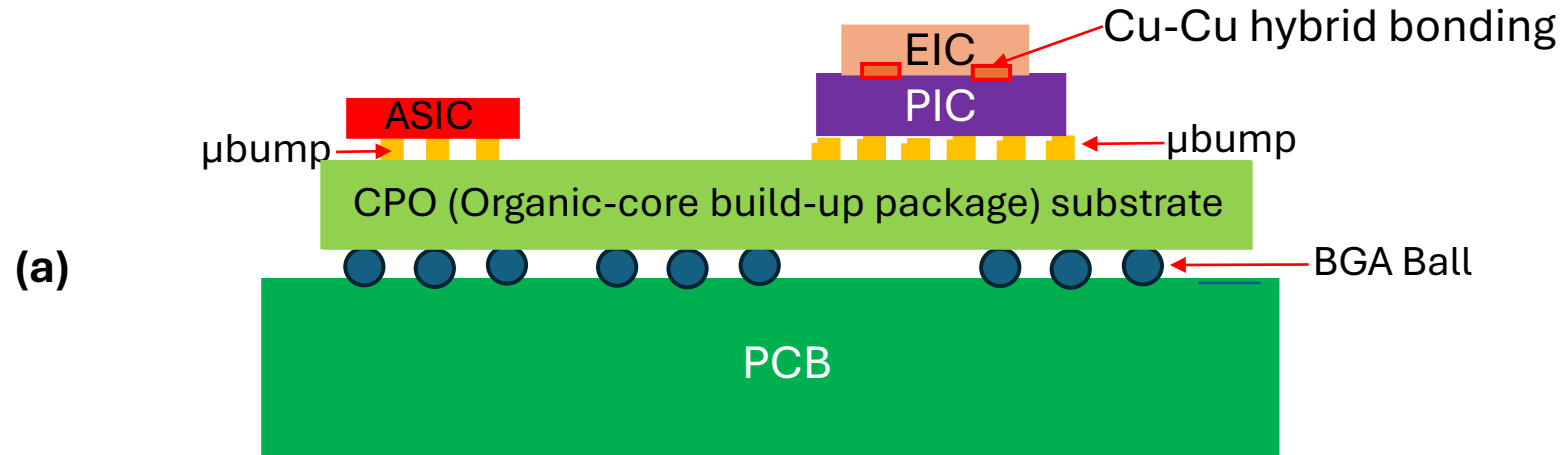 Cu-Cu hybrid bonding
EIC
PIC
ASIC
μbump
μbump
CPO (Organic-core build-up package) substrate
(a)
BGA Ball
PCB